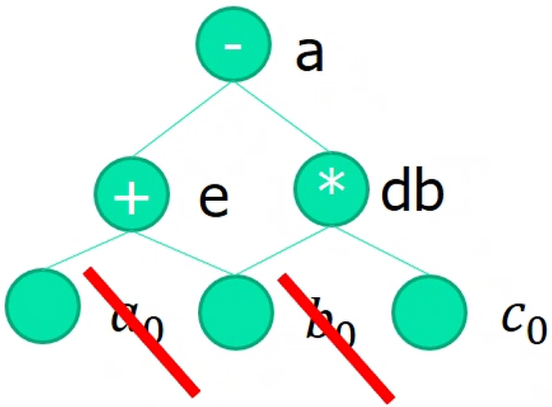 - a
+ e * db
a₀ b₀ c₀